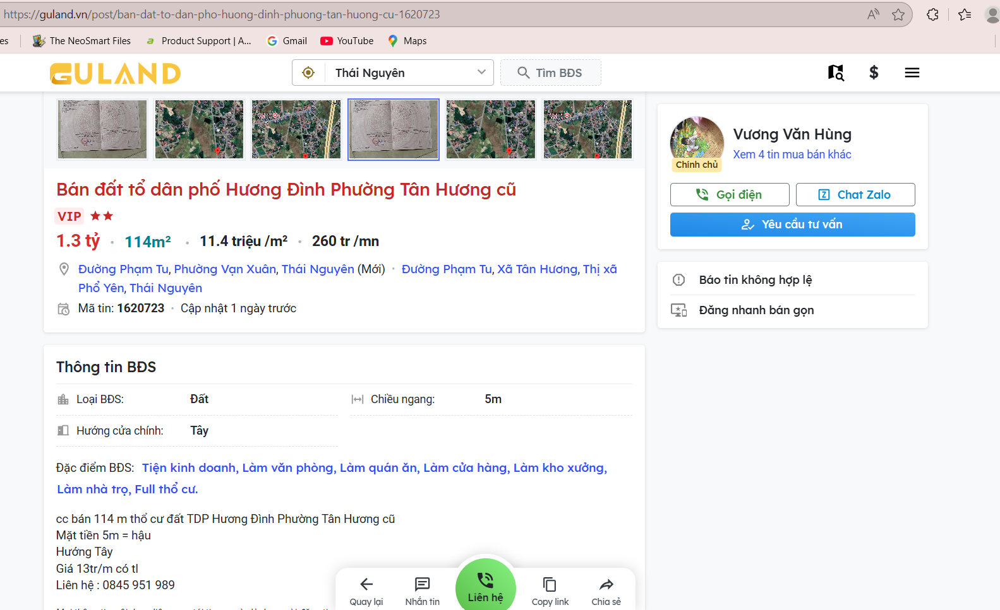 https://guland.vn/post/ban-dat-to-dan-pho-huong-dinh-phuong-tan-huong-cu-1620723
es
The NeoSmart Files
Product Support | A...
Gmail
YouTube
Maps
GULAND
Thái Nguyên
Tìm BĐS
Bán đất tổ dân phố Hương Đình Phường Tân Hương cũ
VIP
1.3 tỷ · 114m² · 11.4 triệu /m² · 260 tr /mn
Đường Phạm Tu, Phường Vạn Xuân, Thái Nguyên (Mới) · Đường Phạm Tu, Xã Tân Hương, Thị xã
Phổ Yên, Thái Nguyên
Mã tin: 1620723 · Cập nhật 1 ngày trước
Vương Văn Hùng
Xem 4 tin mua bán khác
Chính chủ
Gọi điện
Chat Zalo
Yêu cầu tư vấn
Báo tin không hợp lệ
Đăng nhanh bán gọn
Thông tin BĐS
Loại BĐS: Đất
Chiều ngang: 5m
Hướng cửa chính: Tây
Đặc điểm BĐS: Tiện kinh doanh, Làm văn phòng, Làm quán ăn, Làm cửa hàng, Làm kho xưởng,
Làm nhà trọ, Full thổ cư.
cc bán 114 m thổ cư đất TDP Hương Đình Phường Tân Hương cũ
Mặt tiền 5m = hậu
Hướng Tây
Giá 13tr/m có tl
Liên hệ : 0845 951 989
Quay lại
Nhắn tin
Liên hệ
Copy link
Chia sẻ